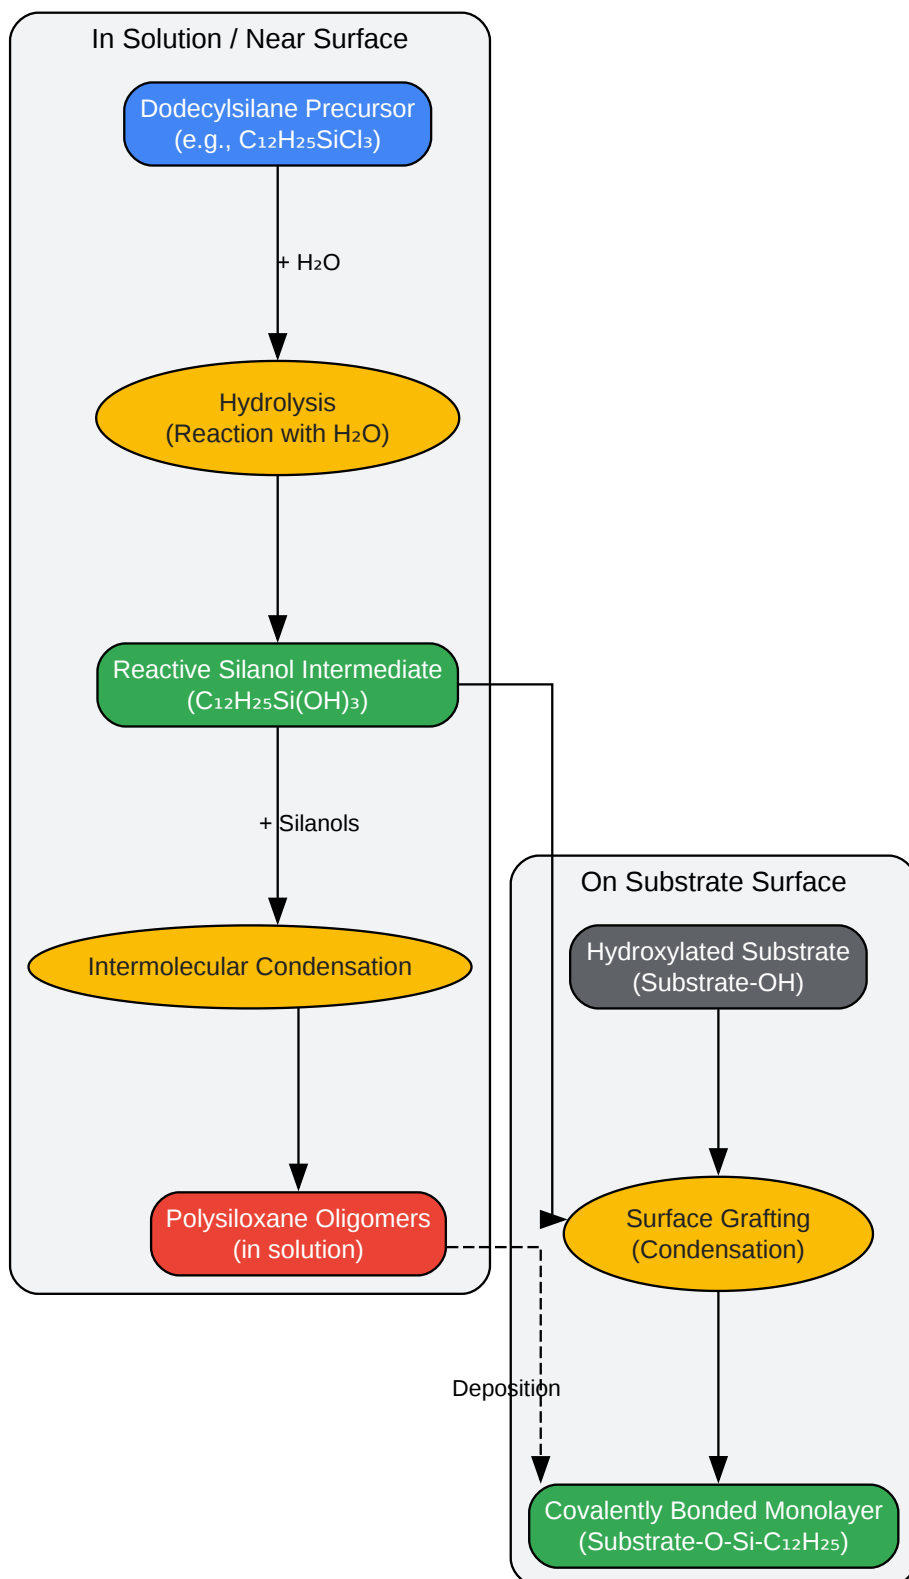 In Solution / Near Surface
Dodecylsilane Precursor
(e.g., C₁₂H₂₅SiCl₃)
+ H₂O
Hydrolysis
(Reaction with H₂O)
Reactive Silanol Intermediate
(C₁₂H₂₅Si(OH)₃)
+ Silanols
Intermolecular Condensation
Polysiloxane Oligomers
(in solution)
On Substrate Surface
Hydroxylated Substrate
(Substrate-OH)
Surface Grafting
(Condensation)
Deposition
Covalently Bonded Monolayer
(Substrate-O-Si-C₁₂H₂₅)